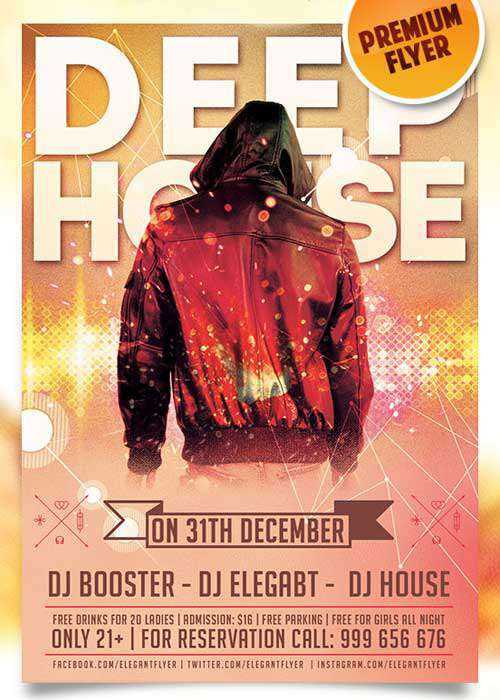 PREMIUM
FLYER
DEEP
HOUSE
ON 31TH DECEMBER
DJ BOOSTER - DJ ELEGABT - DJ HOUSE
FREE DRINKS FOR 20 LADIES | ADMISSION: $16 | FREE PARKING | FREE FOR GIRLS ALL NIGHT
ONLY 21+ | FOR RESERVATION CALL: 999 656 676
FACEBOOK.COM/ELEGANTFLYER | TWITTER.COM/ELEGNTFLYER | INSTAGRAM.COM/ELEGANTFLYER